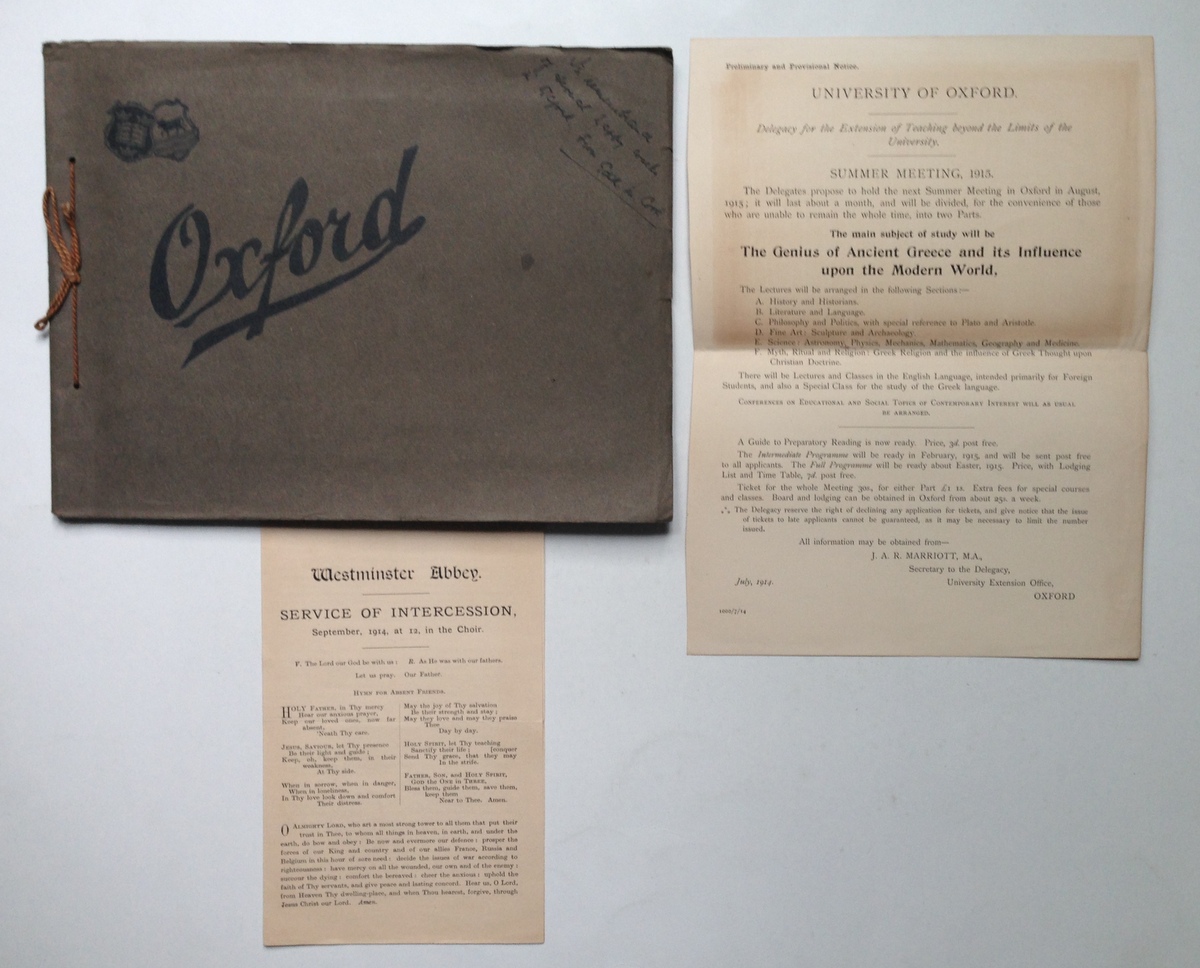 Oxford
Preliminary and Provisional Notice.
UNIVERSITY OF OXFORD.
Delegacy for the Extension of Teaching beyond the Limits of the
University.
SUMMER MEETING, 1915.
The Delegates propose to hold the next Summer Meeting in Oxford in August,
1915; it will last about a month, and will be divided, for the convenience of those
who are unable to remain the whole time, into two Parts.
The main subject of study will be
The Genius of Ancient Greece and its Influence
upon the Modern World,
The Lectures will be arranged in the following Sections:—
A. History and Historians.
B. Literature and Language.
C. Philosophy and Politics, with special reference to Plato and Aristotle.
D. Fine Art: Sculpture and Archaeology.
E. Science: Astronomy, Physics, Mechanics, Mathematics, Geography and Medicine.
F. Myth, Ritual and Religion: Greek Religion and the influence of Greek Thought upon
Christian Doctrine.
There will be Lectures and Classes in the English Language, intended primarily for Foreign
Students, and also a Special Class for the study of the Greek language.
Conferences on Educational and Social Topics of Contemporary Interest will as usual
be arranged.
A Guide to Preparatory Reading is now ready. Price, 3d. post free.
The Intermediate Programme will be ready in February, 1915, and will be sent post free
to all applicants. The Full Programme will be ready about Easter, 1915. Price, with Lodging
List and Time Table, 7d. post free.
Ticket for the whole Meeting 30s., for either Part £1 1s. Extra fees for special courses
and classes. Board and lodging can be obtained in Oxford from about 25s. a week.
∴ The Delegacy reserve the right of declining any application for tickets, and give notice that the issue
of tickets to late applicants cannot be guaranteed, as it may be necessary to limit the number
issued.
All information may be obtained from—
J. A. R. MARRIOTT, M.A.,
Secretary to the Delegacy,
July, 1914.
University Extension Office,
OXFORD
1000/7/14
Westminster Abbey.
SERVICE OF INTERCESSION,
September, 1914, at 12, in the Choir.
V. The Lord our God be with us: R. As He was with our fathers.
Let us pray. Our Father.
Hymn for Absent Friends.
Holy Father, in Thy mercy
Hear our anxious prayer.
Keep our loved ones, now far
absent,
'Neath Thy care.
Jesus, Saviour, let Thy presence
Be their light and guide;
Keep, oh, keep them, in their
weakness,
At Thy side.
When in sorrow, when in danger,
When in loneliness,
In Thy love look down and comfort
Their distress.
May the joy of Thy salvation
Be their strength and stay;
May they love and may they praise
Thee
Day by day.
Holy Spirit, let Thy teaching
Sanctify their life; [conquer
Send Thy grace, that they may
In the strife.
Father, Son, and Holy Spirit,
God the One in Three,
Bless them, guide them, save them,
keep them
Near to Thee. Amen.
O Almighty Lord, who art a most strong tower to all them that put their
trust in Thee, to whom all things in heaven, in earth, and under the
earth, do bow and obey: Be now and evermore our defence: prosper the
forces of our King and country and of our allies France, Russia and
Belgium in this hour of sore need: decide the issues of war according to
righteousness: have mercy on all the wounded, our own and of the enemy:
succour the dying: comfort the bereaved: cheer the anxious: uphold the
faith of Thy servants, and give peace and lasting concord. Hear us, O Lord,
from Heaven Thy dwelling-place, and when Thou hearest, forgive, through
Jesus Christ our Lord. Amen.